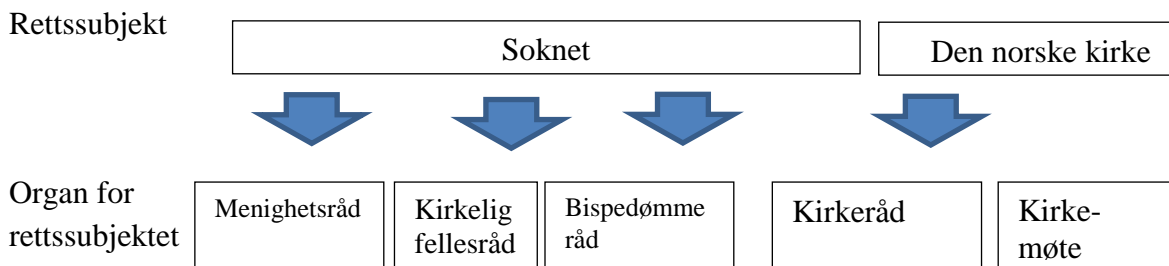 Rettssubjekt
Soknet
Den norske kirke
Organ for
rettssubjektet
Menighetsråd
Kirkelig
fellesråd
Bispedømme
råd
Kirkeråd
Kirke-
møte